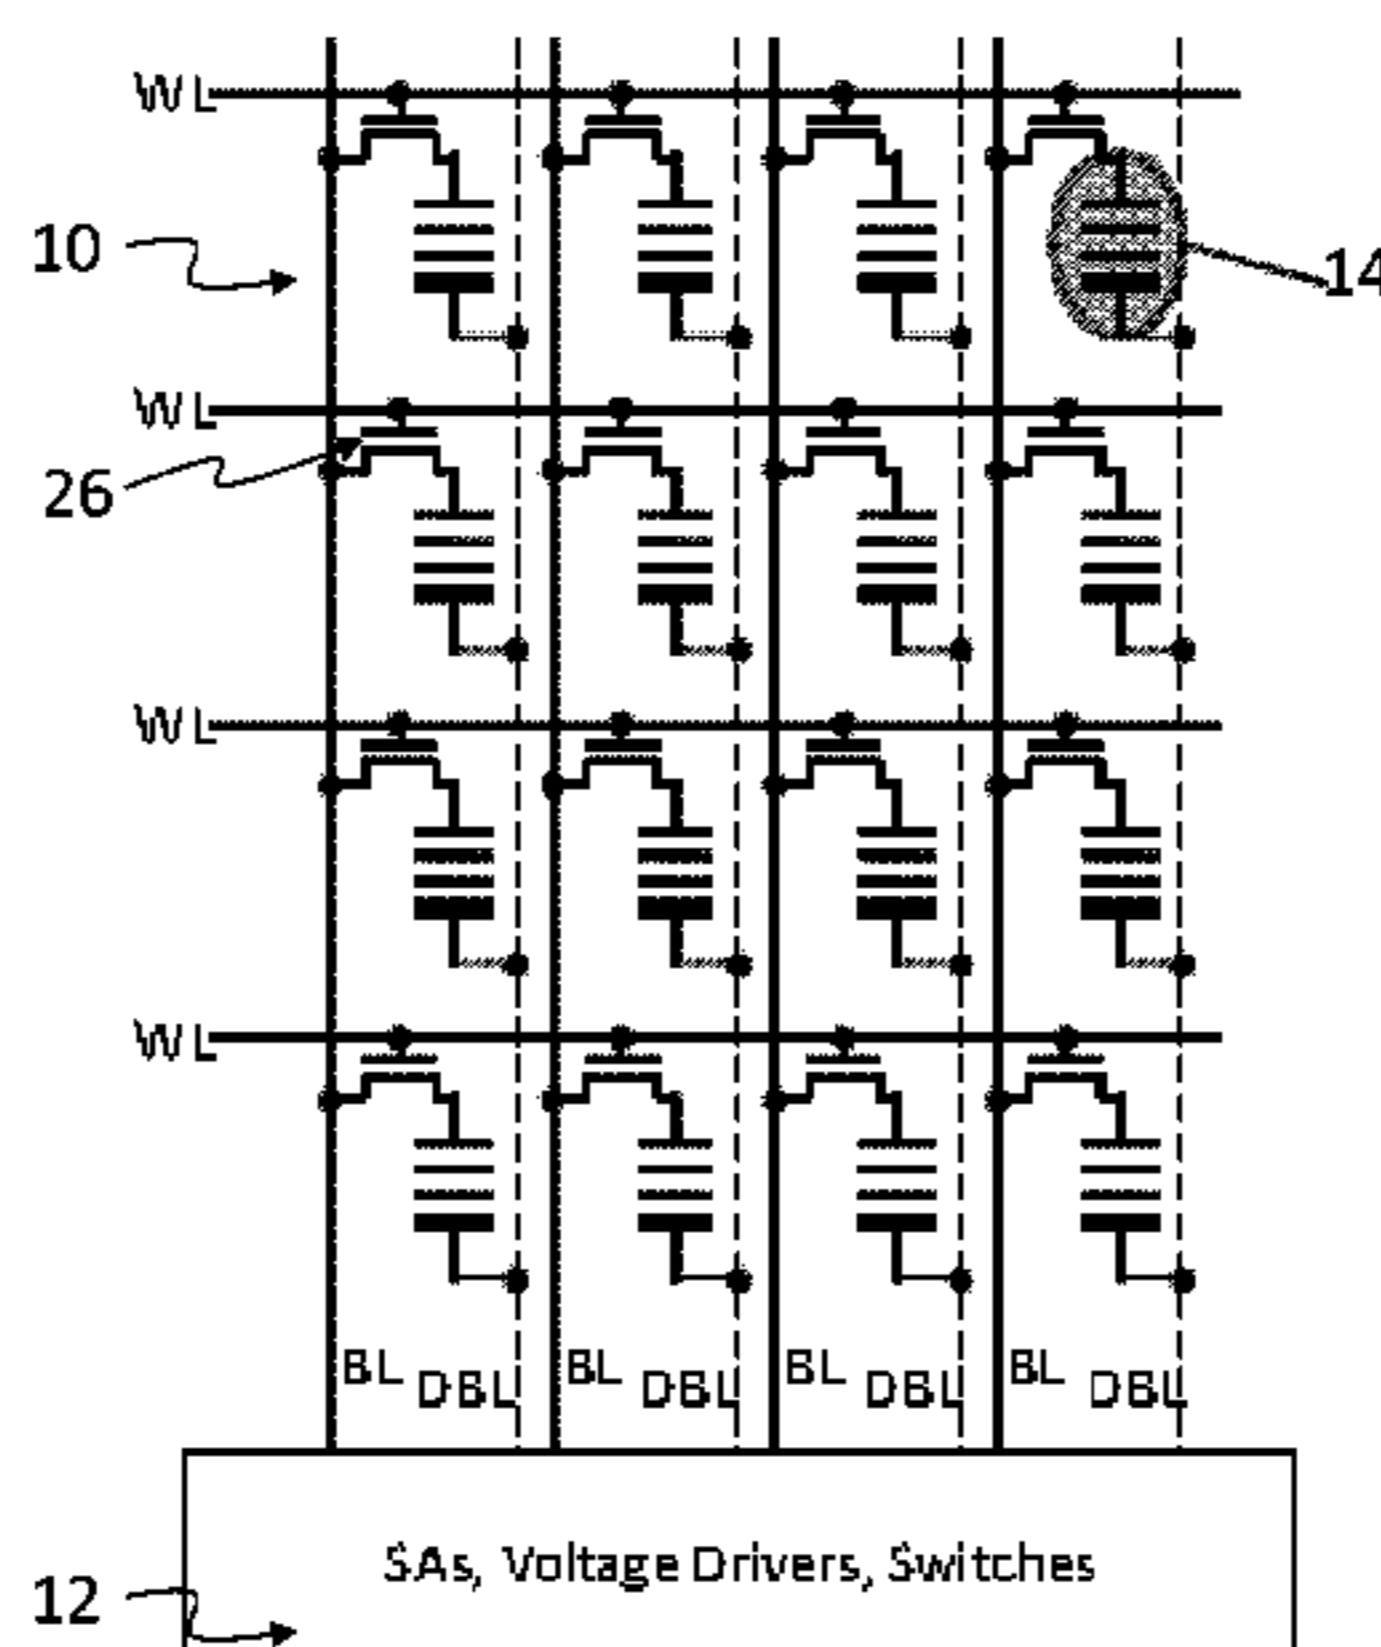 WL
10
14
WL
26
WL
WL
BL DBL BL DBL BL DBL BL DBL
SAs, Voltage Drivers, Switches
12